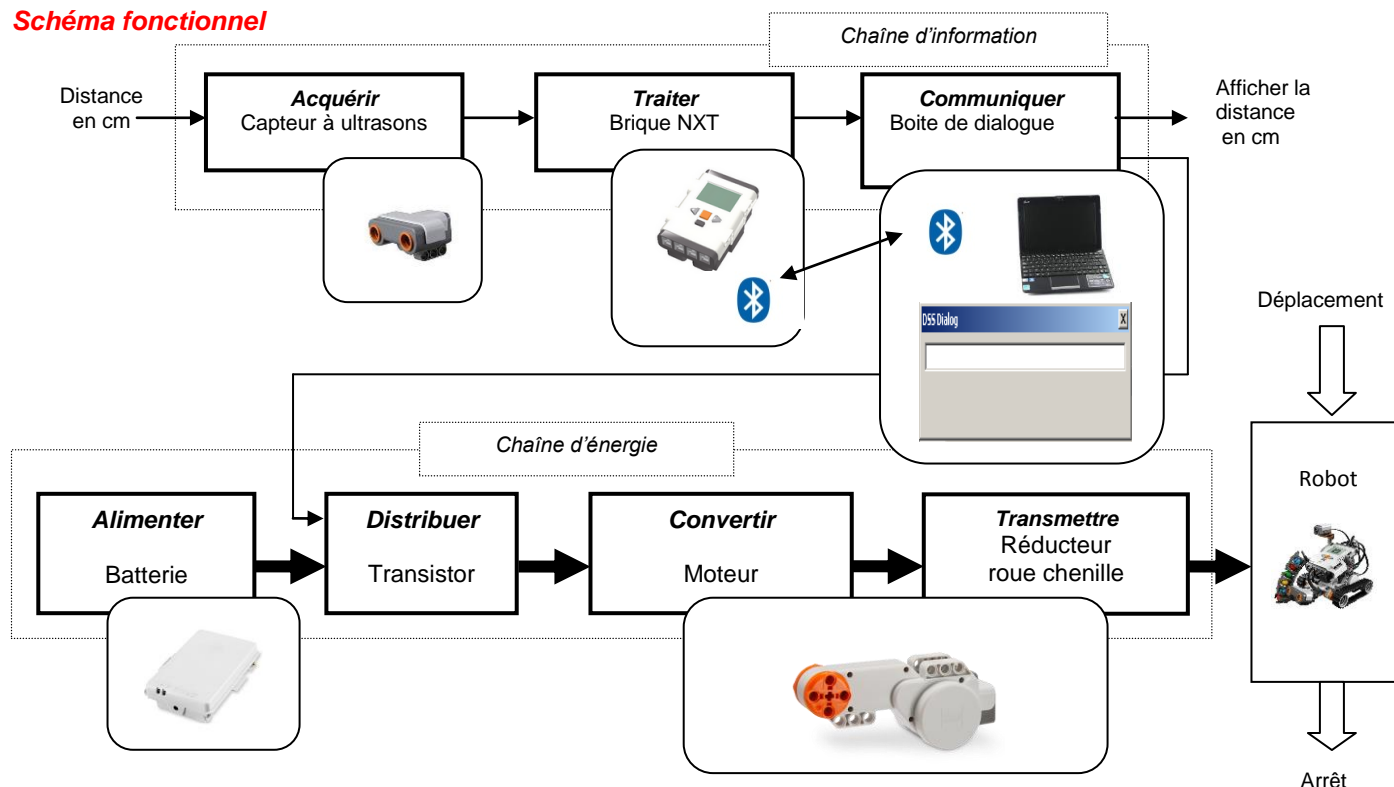 Schéma fonctionnel
Chaîne d'information
Distance
en cm
Acquérir
Capteur à ultrasons
Traiter
Brique NXT
Communiquer
Boite de dialogue
Afficher la
distance
en cm
DSS Dialog
X
Déplacement
Chaîne d'énergie
Alimenter
Batterie
Distribuer
Transistor
Convertir
Moteur
Transmettre
Réducteur
roue chenille
Robot
Arrêt